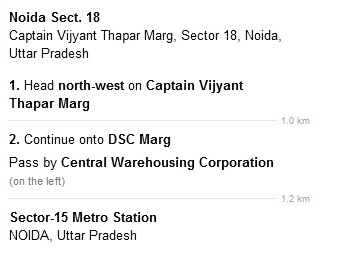 Noida Sect. 18
Captain Vijyant Thapar Marg, Sector 18, Noida,
Uttar Pradesh
1. Head north-west on Captain Vijyant
Thapar Marg
1.0 km
2. Continue onto DSC Marg
Pass by Central Warehousing Corporation
(on the left)
1.2 km
Sector-15 Metro Station
NOIDA, Uttar Pradesh